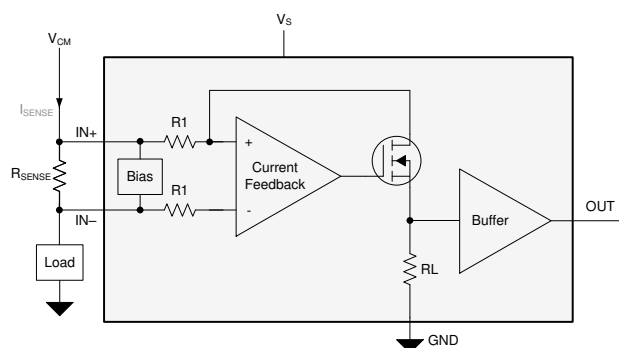 VS
VCM
ISENSE
IN+
R1
+
RSENSE
Bias
Current
Feedback
R1
-
IN–
Buffer
OUT
Load
RL
GND